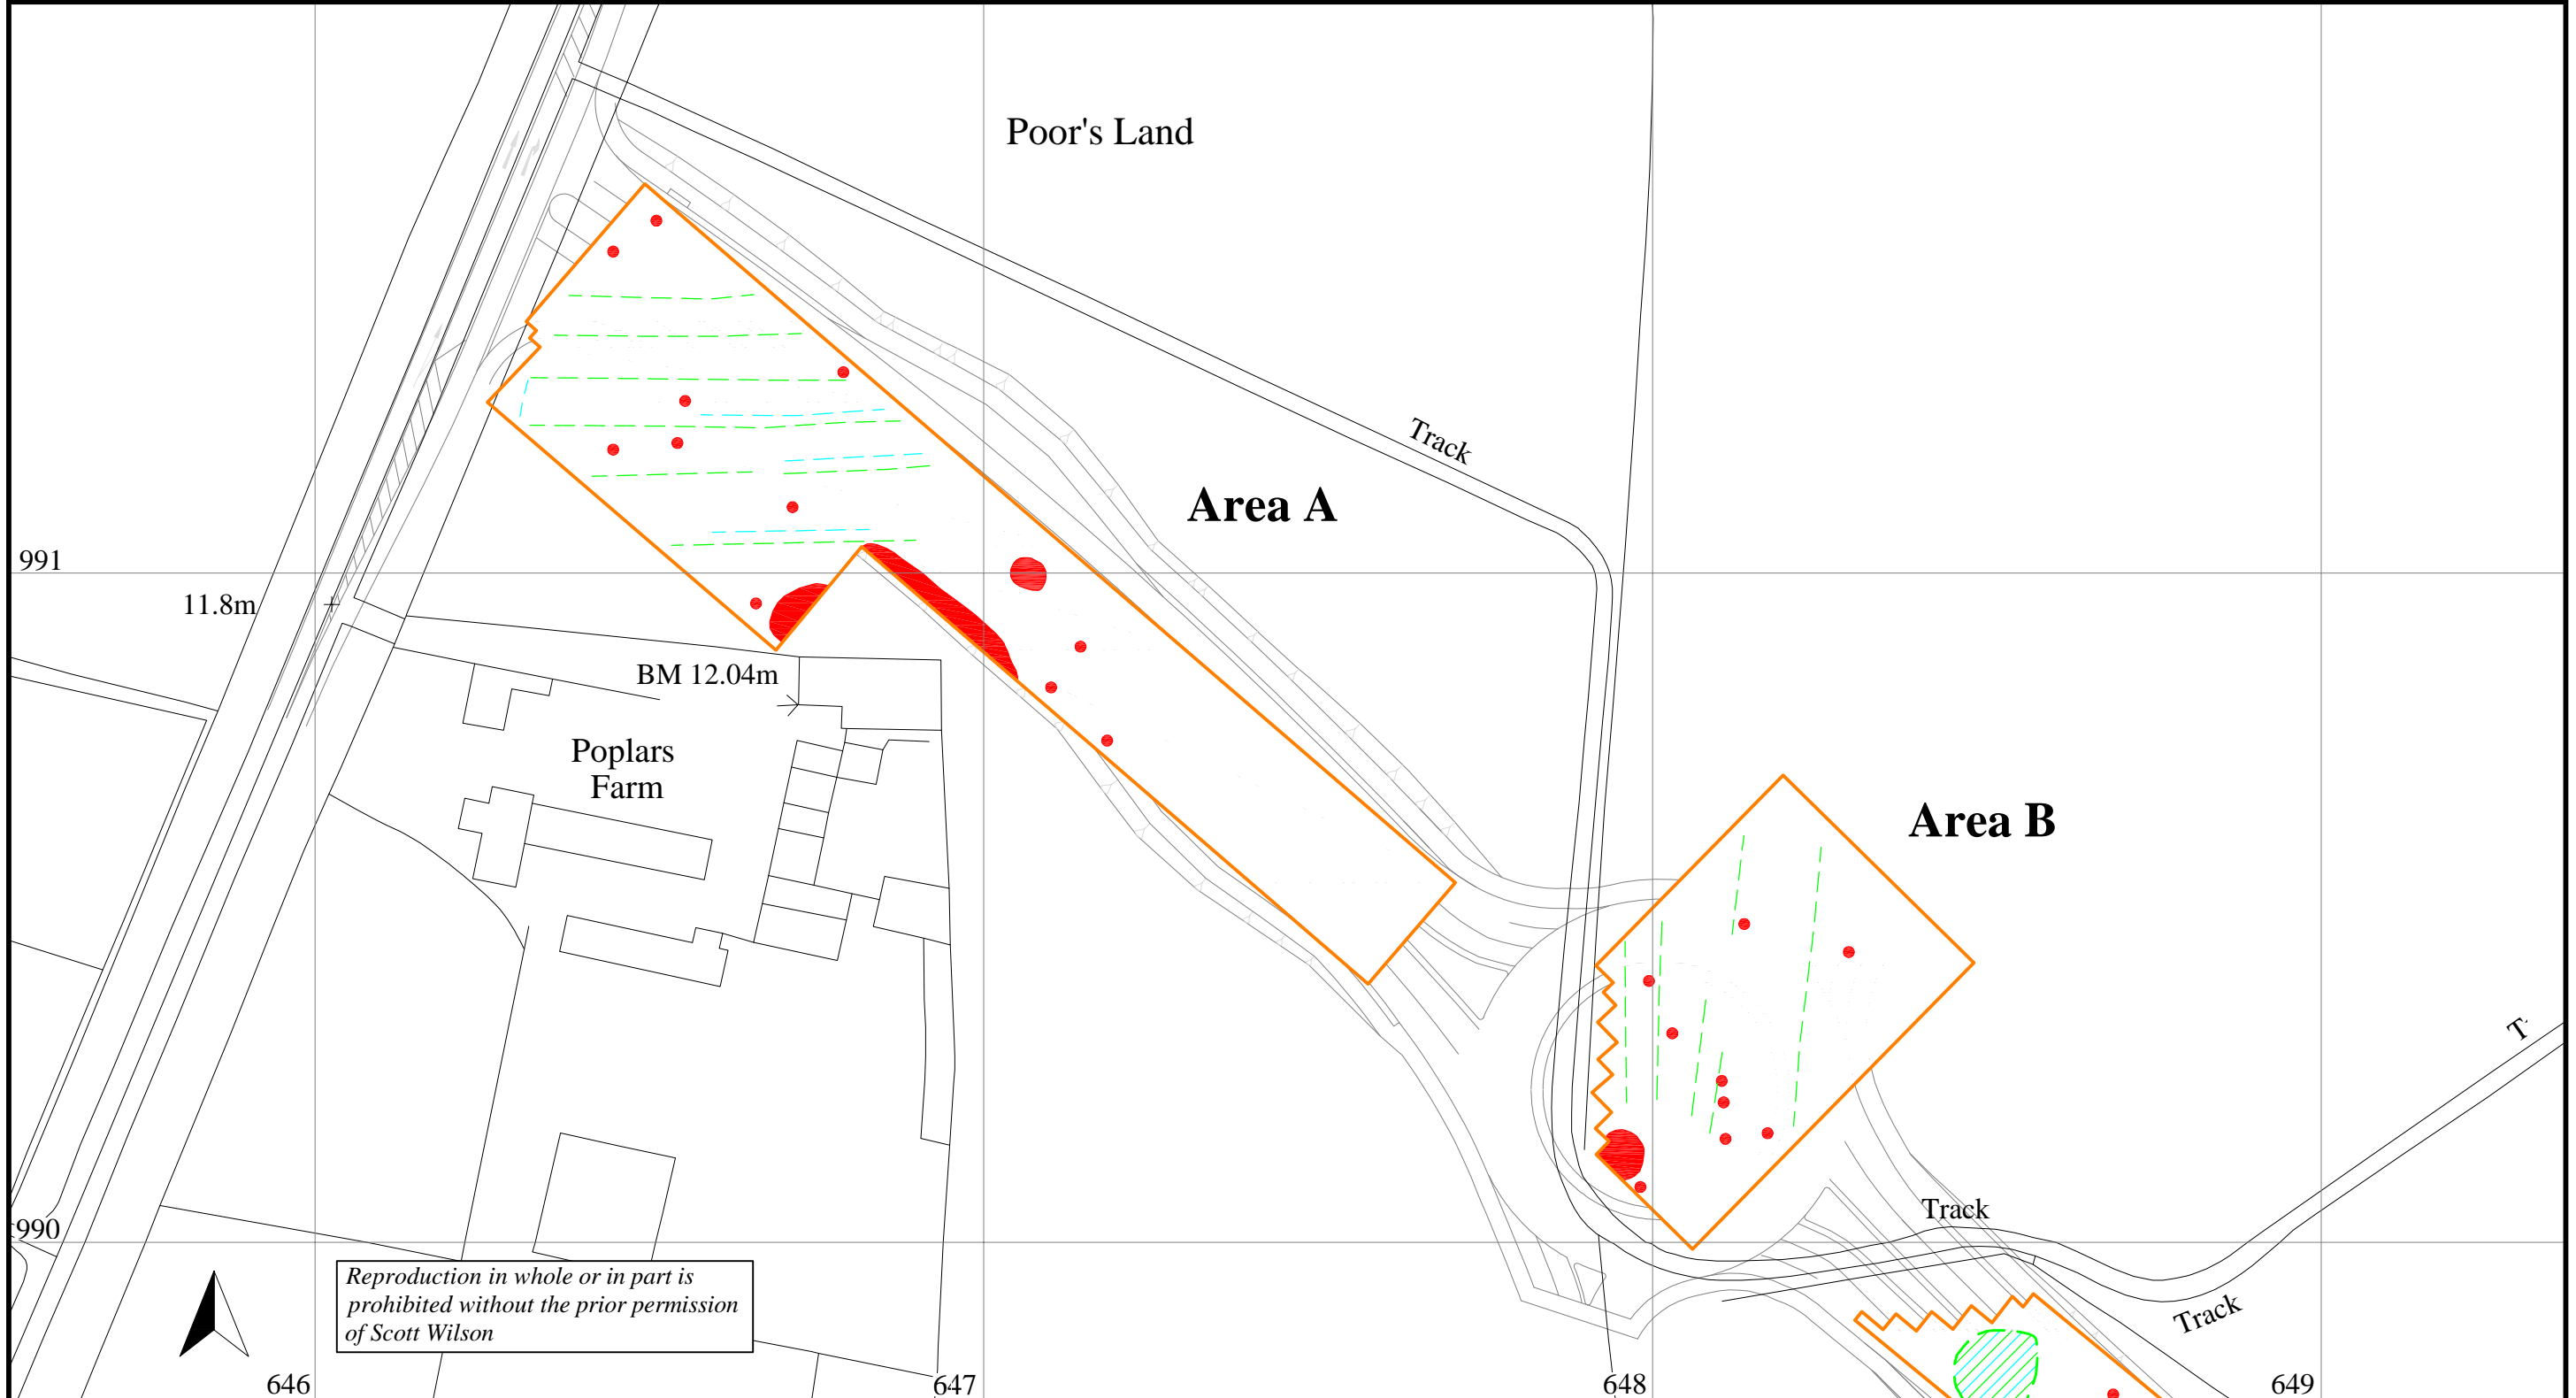 Poor's Land
Track
Area A
991
11.8m
BM 12.04m
Poplars
Farm
Area B
T
Track
990
Reproduction in whole or in part is
prohibited without the prior permission
of Scott Wilson
Track
646
647
648
649